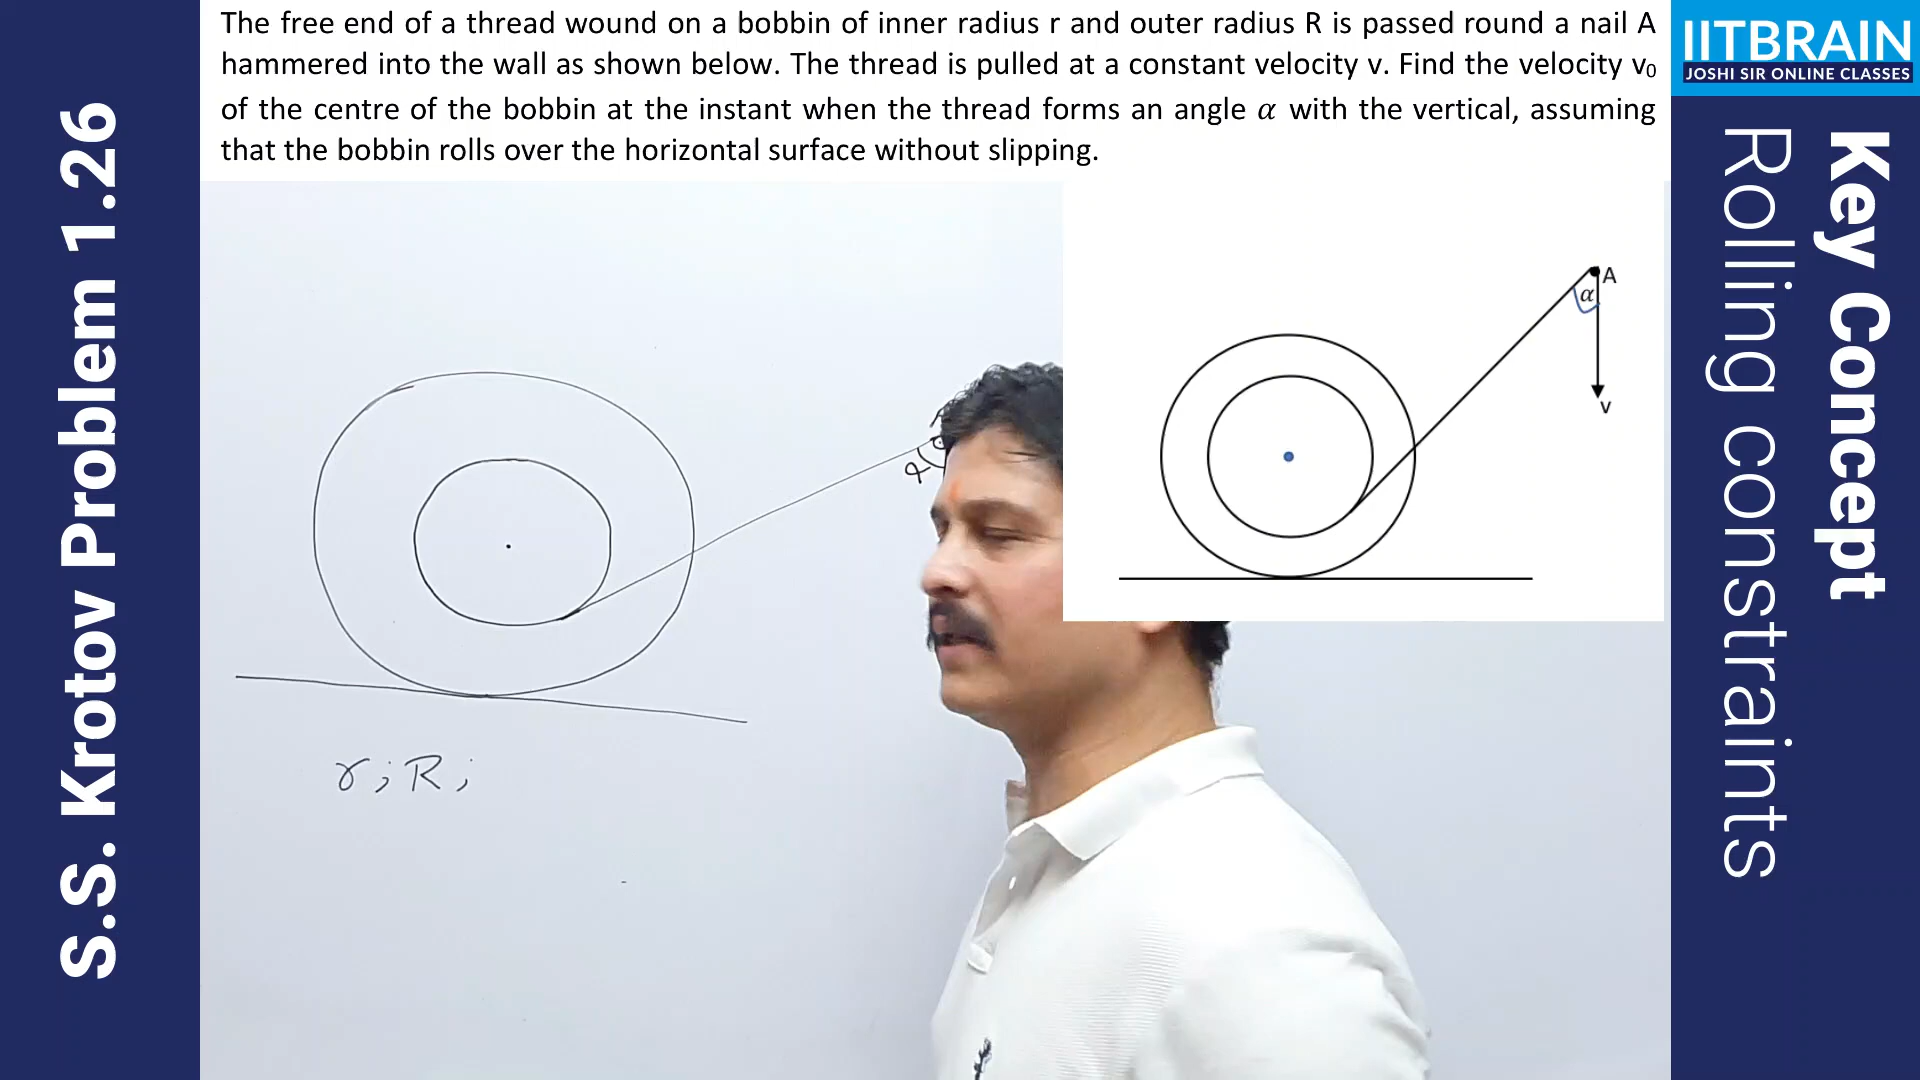 The free end of a thread wound on a bobbin of inner radius r and outer radius R is passed round a nail A
hammered into the wall as shown below. The thread is pulled at a constant velocity v. Find the velocity v₀
of the centre of the bobbin at the instant when the thread forms an angle α with the vertical, assuming
that the bobbin rolls over the horizontal surface without slipping.
IITBRAIN
JOSHI SIR ONLINE CLASSES
S.S. Krotov Problem 1.26
Key Concept
Rolling constraints
A
α
v
α
r ; R ;